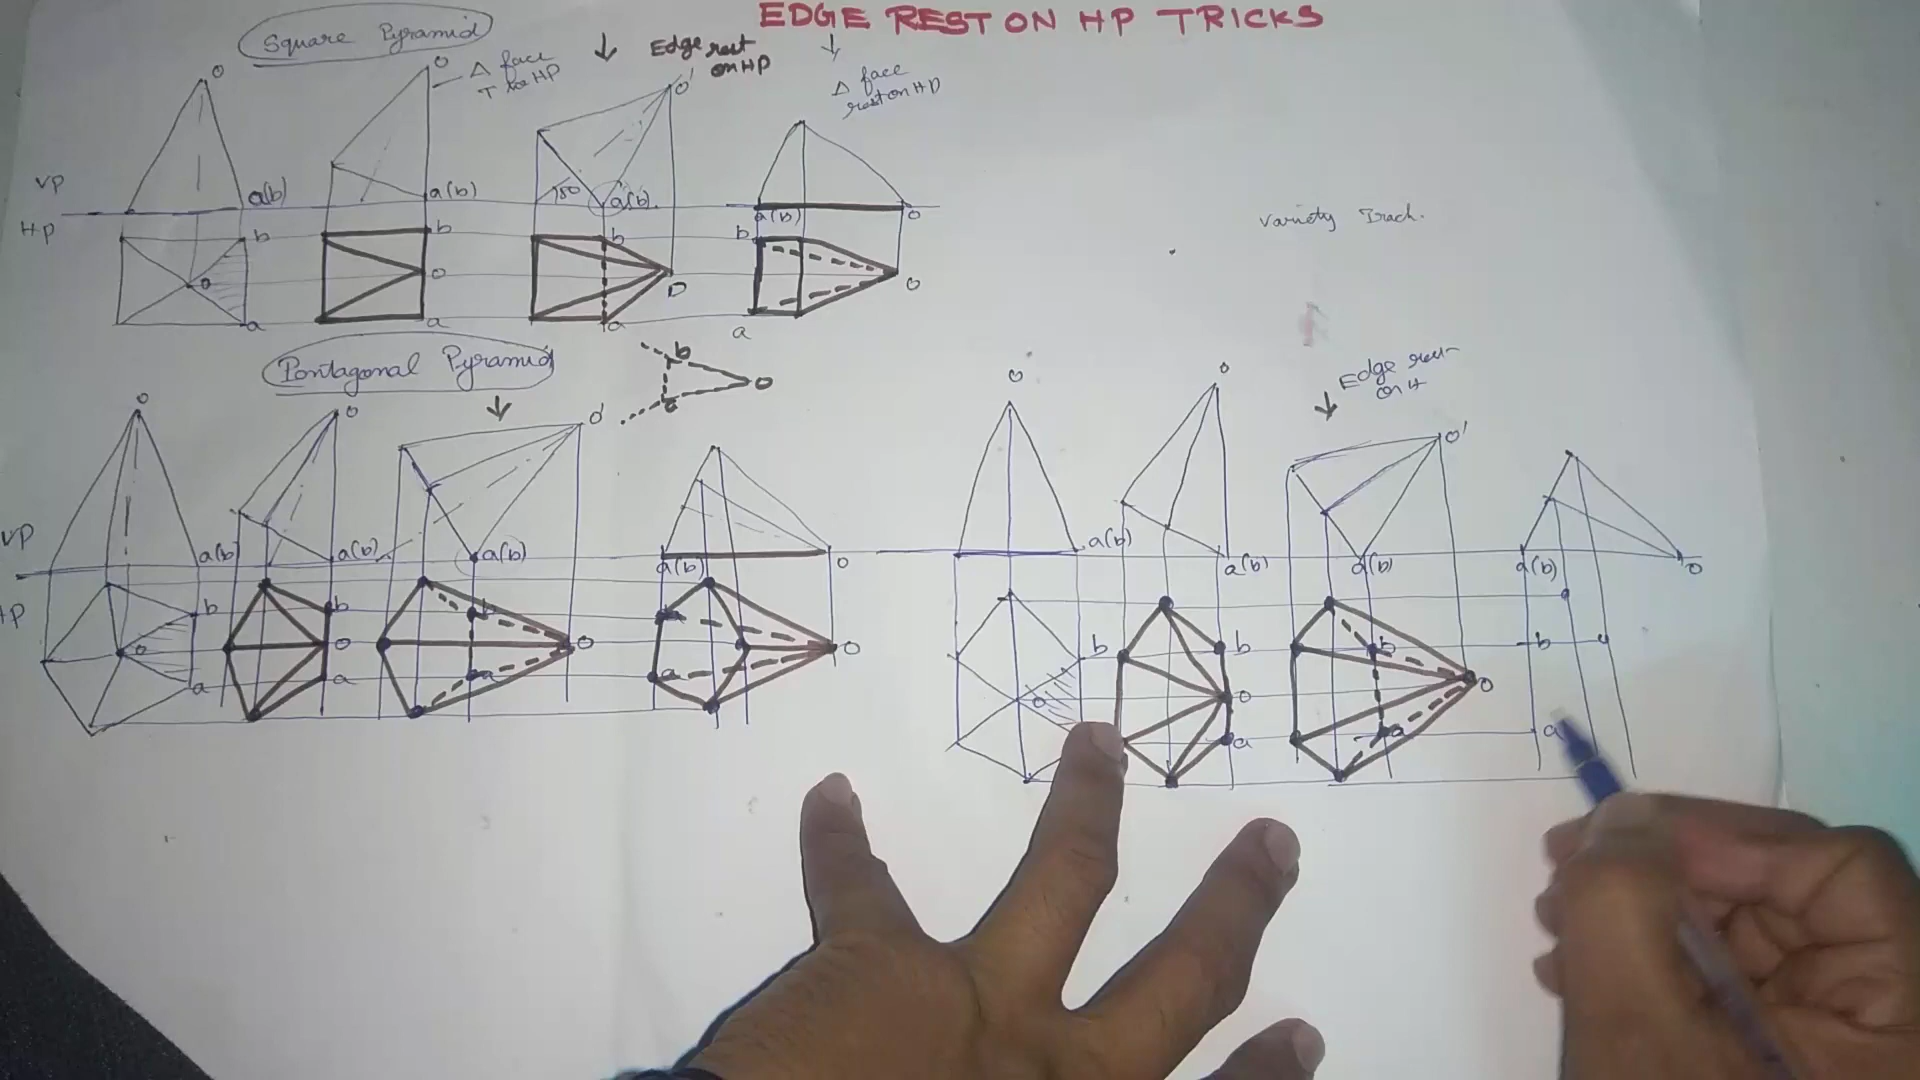 EDGE REST ON HP TRICKS
Square Pyramid
O
O
Δ face
Edge rest
on HP
O'
Δ face
rest on HP
VP
HP
a(b)
a(b)
a(b)
a(b)
O
b
b
b
b
O
O
O
O
a
a
a
a
Variety Track.
Pentagonal Pyramid
b
a
O
O
O
O'
O
O
Edge rest
on H
O'
VP
HP
a(b)
a(b)
a(b)
a(b)
O
a(b)
a(b)
a(b)
a(b)
O
b
b
b
O
O
O
O
a
a
a
a
b
b
b
b
O
O
O
a
a
a